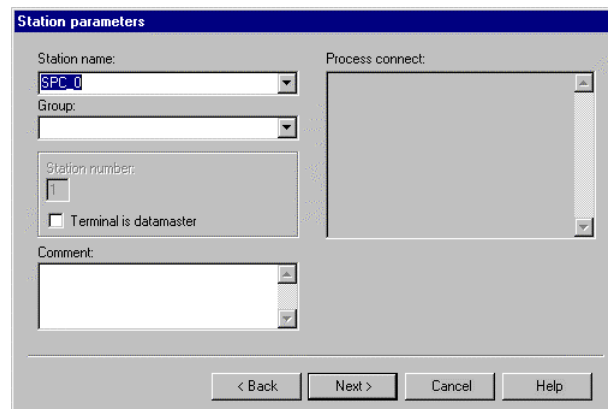 Station parameters
Station name:
SPC_0
Group:
Station number:
1
Terminal is datamaster
Comment:
Process connect:
< Back
Next >
Cancel
Help